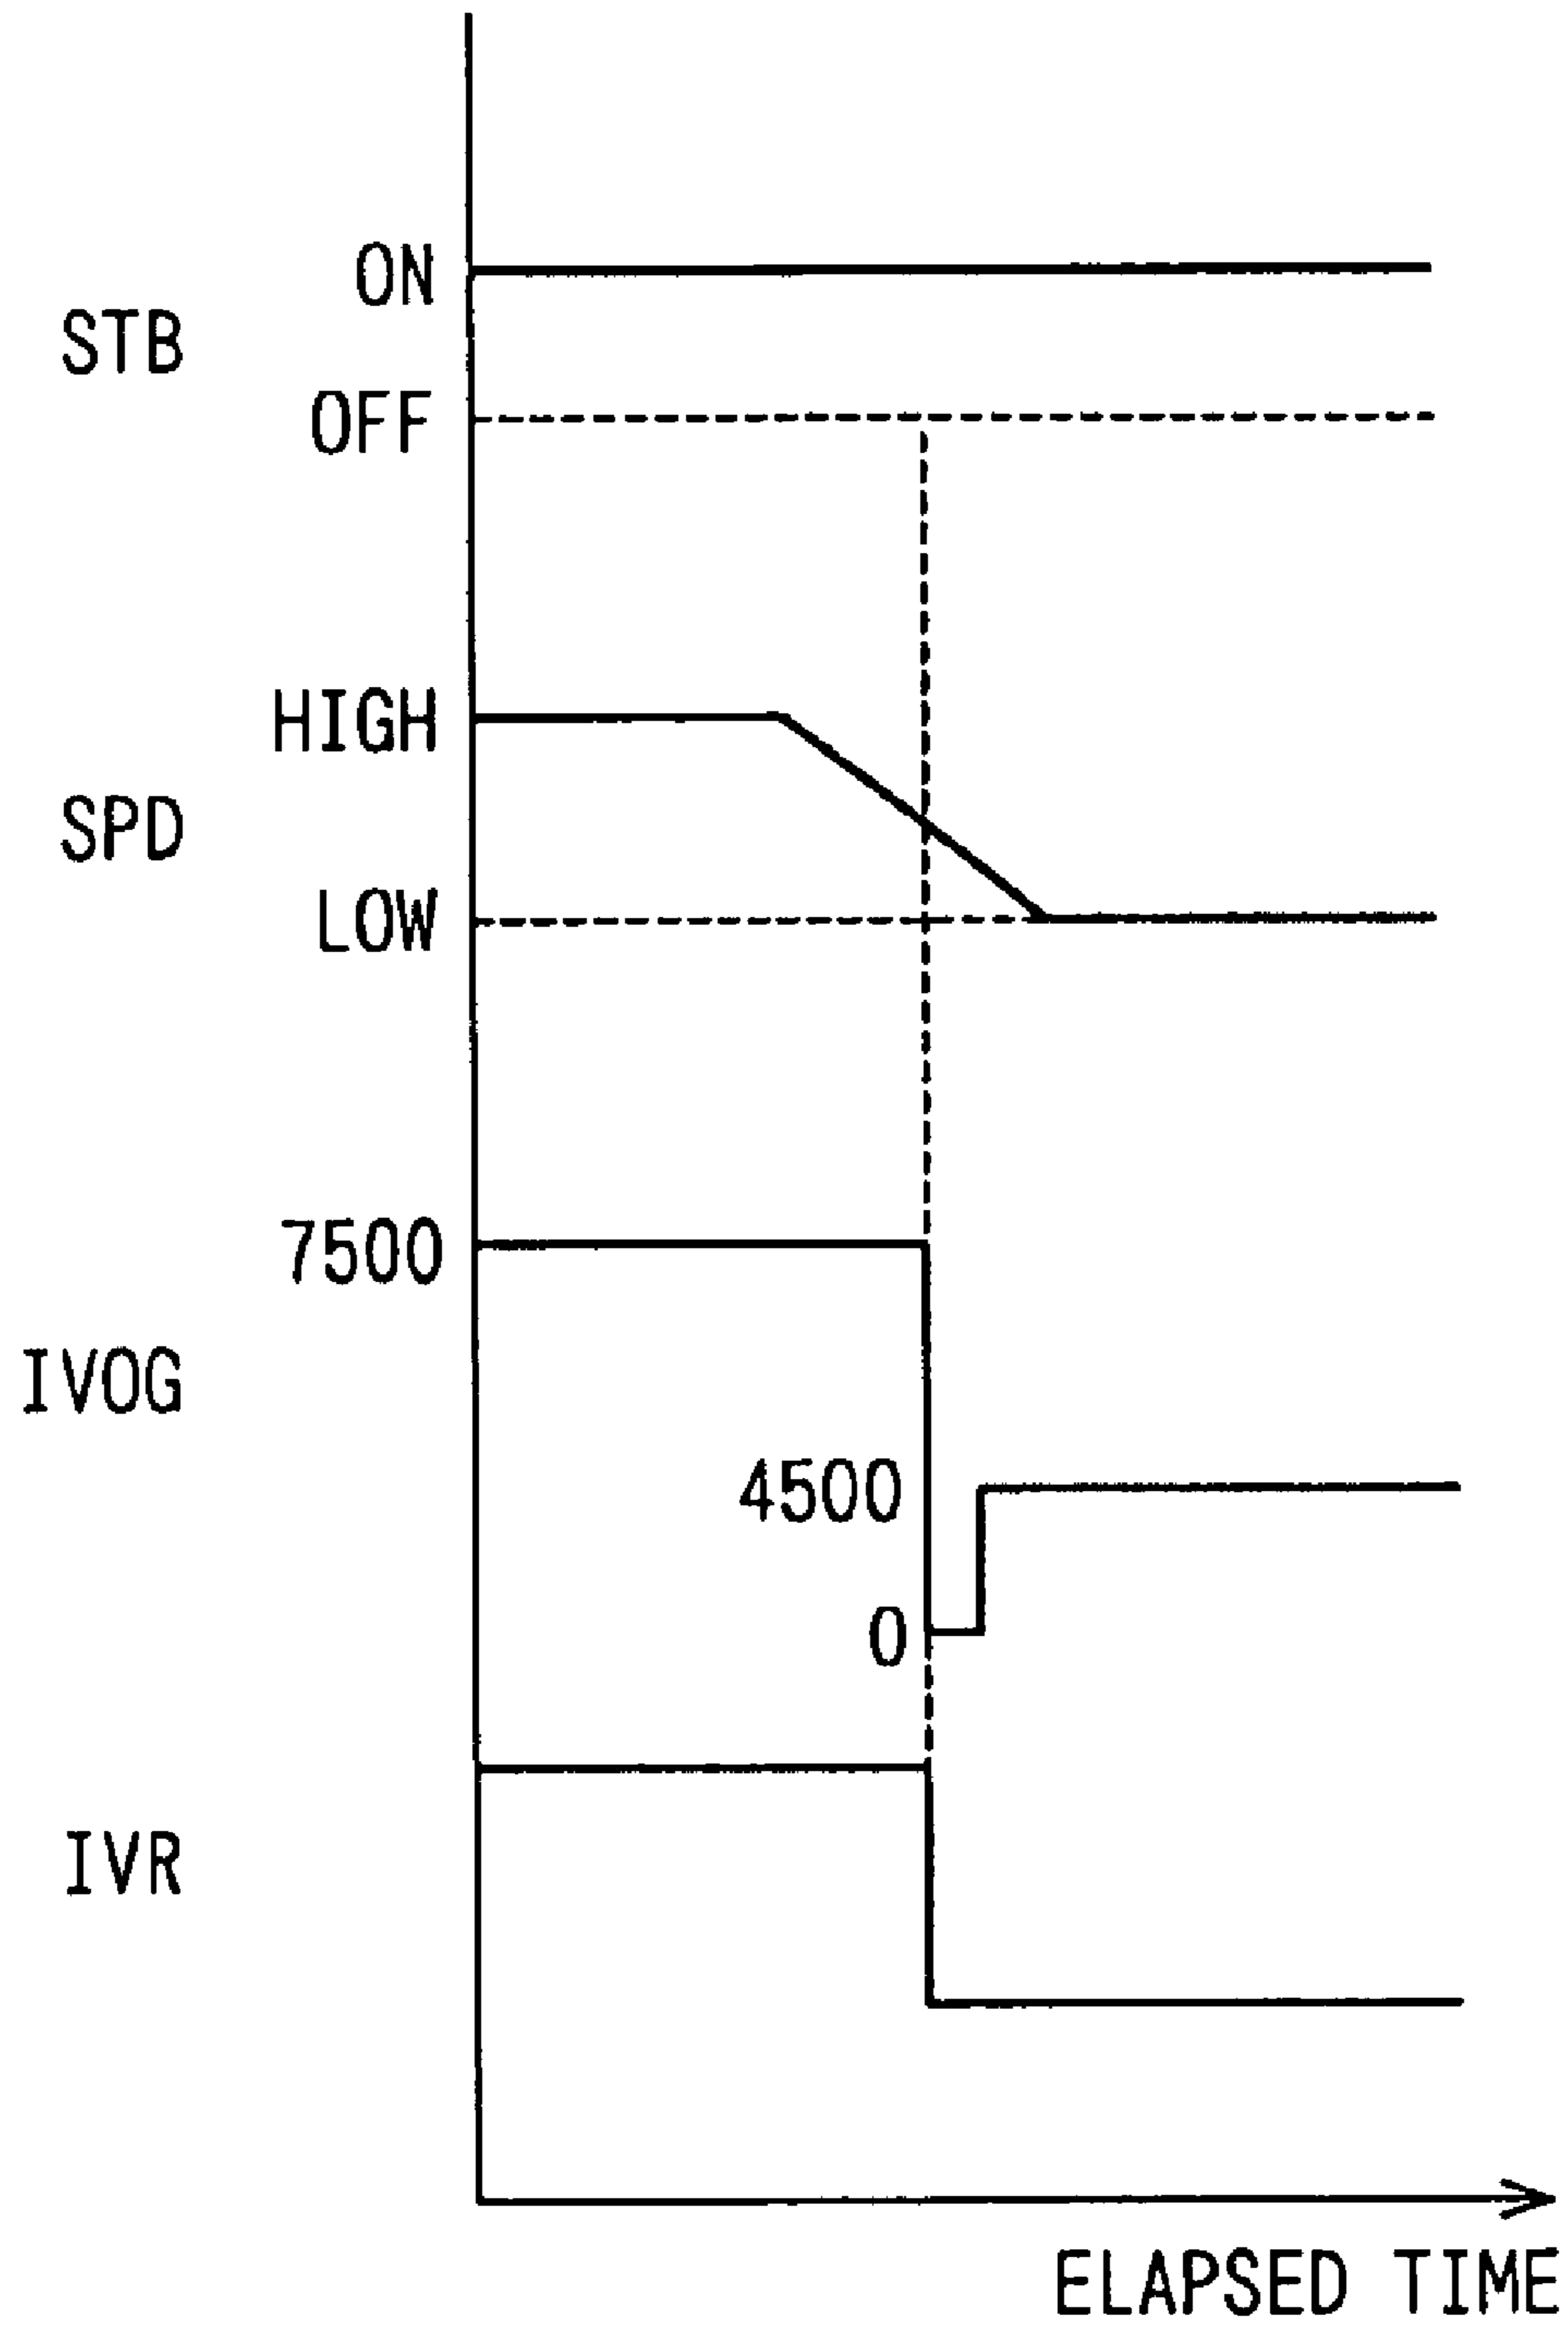 ON
STB
OFF
HIGH
SPD
LOW
7500
IVOG
4500
0
IVR
ELAPSED TIME